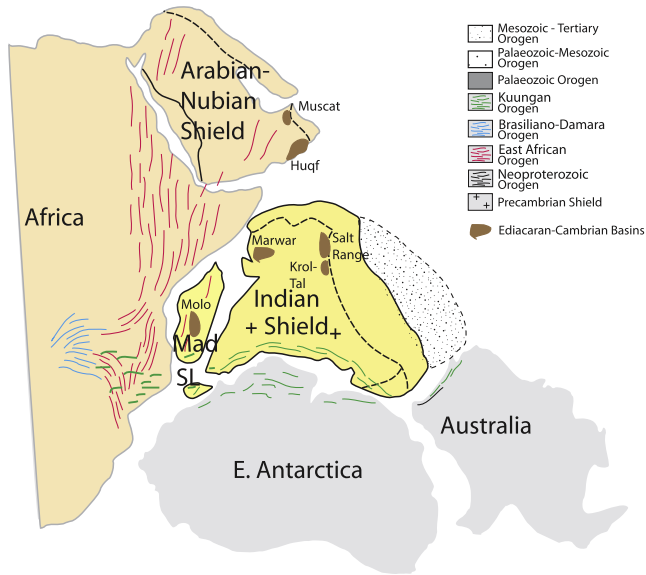 Arabian-
Nubian
Shield
Muscat
Huqf
Africa
Marwar
Salt
Range
Krol-
Tal
Indian
+ Shield +
Molo
Mad
SL
E. Antarctica
Australia
Mesozoic - Tertiary
Orogen
Palaeozoic-Mesozoic
Orogen
Palaeozoic Orogen
Kuungan
Orogen
Brasiliano-Damara
Orogen
East African
Orogen
Neoproterozoic
Orogen
Precambrian Shield
Ediacaran-Cambrian Basins